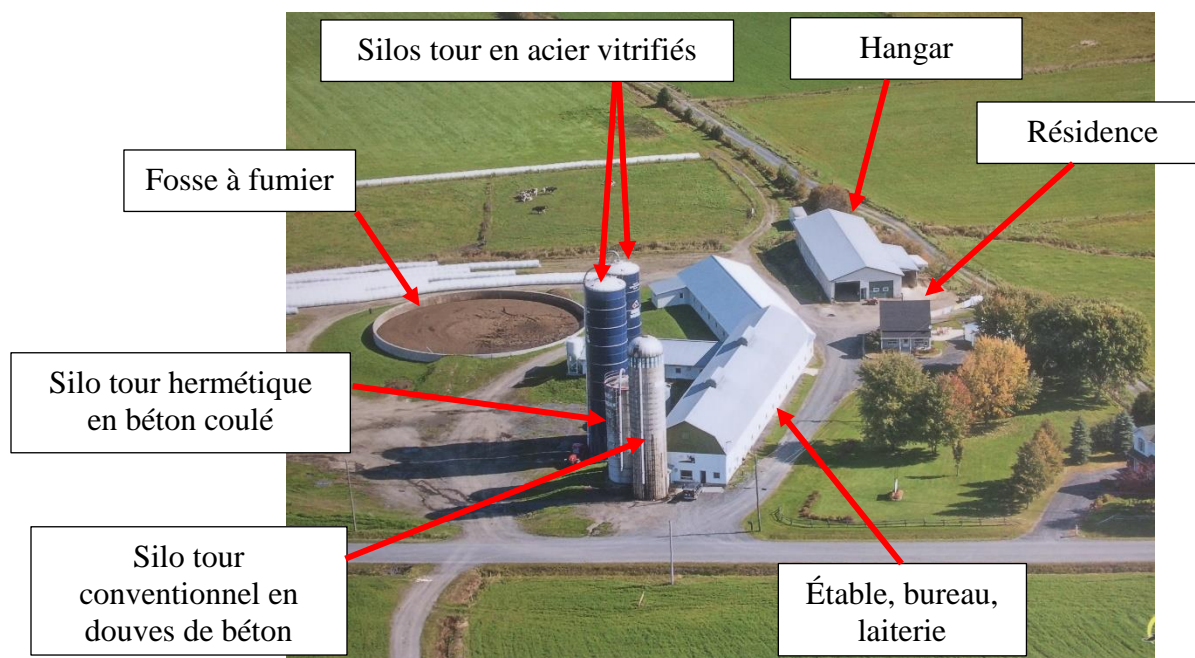 Silos tour en acier vitrifiés
Hangar
Résidence
Fosse à fumier
Silo tour hermétique
en béton coulé
Silo tour
conventionnel en
douves de béton
Étable, bureau,
laiterie